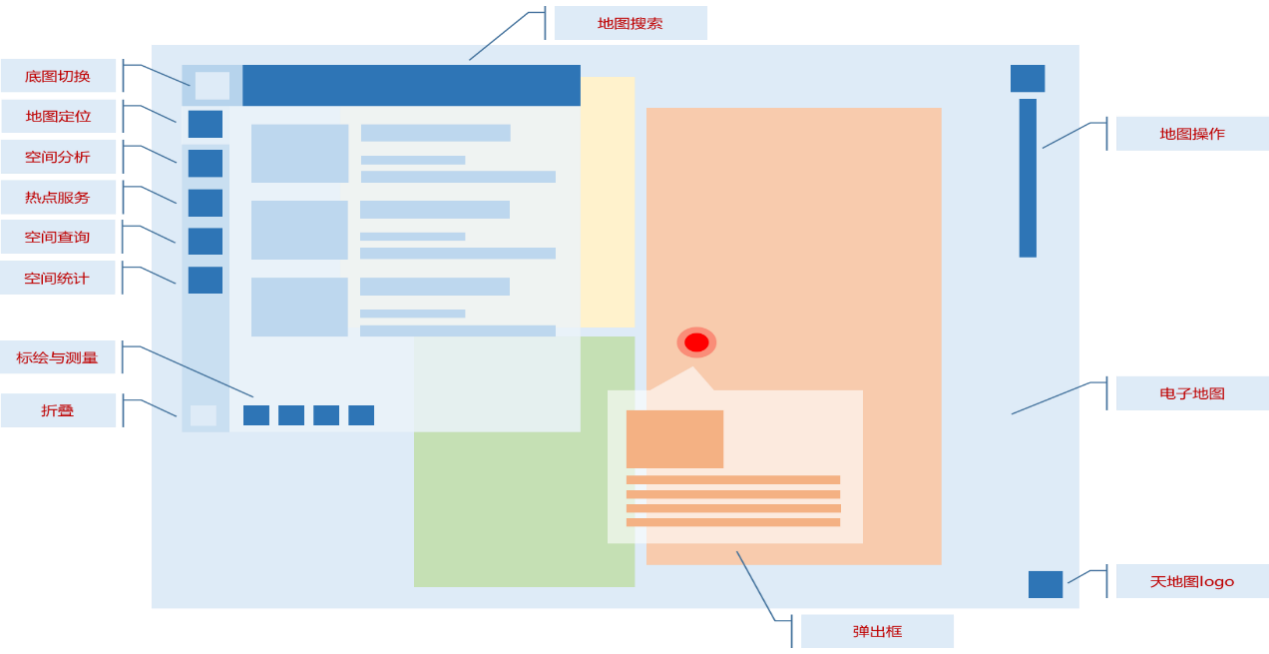 地图搜索
底图切换
地图定位
空间分析
热点服务
空间查询
空间统计
标绘与测量
折叠
地图操作
电子地图
天地图logo
弹出框